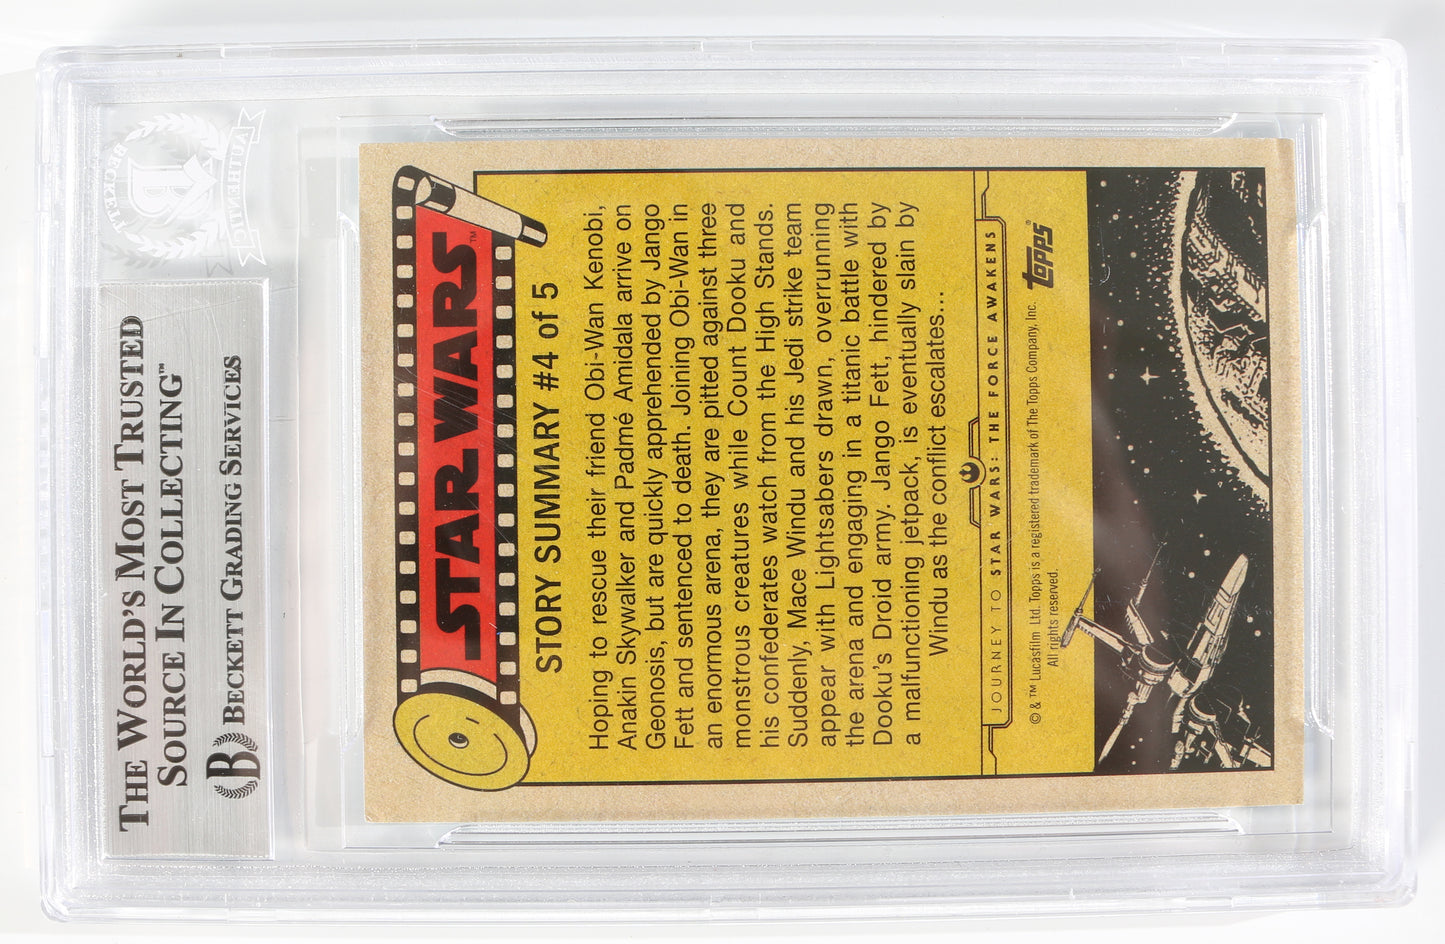 BECKETT
AUTHENTIC
B
THE WORLD'S MOST TRUSTED
SOURCE IN COLLECTING™
B BECKETT GRADING SERVICES
STAR WARS™
STORY SUMMARY #4 of 5
Hoping to rescue their friend Obi-Wan Kenobi,
Anakin Skywalker and Padmé Amidala arrive on
Geonosis, but are quickly apprehended by Jango
Fett and sentenced to death. Joining Obi-Wan in
an enormous arena, they are pitted against three
monstrous creatures while Count Dooku and
his confederates watch from the High Stands.
Suddenly, Mace Windu and his Jedi strike team
appear with Lightsabers drawn, overrunning
the arena and engaging in a titanic battle with
Dooku's Droid army. Jango Fett, hindered by
a malfunctioning jetpack, is eventually slain by
Windu as the conflict escalates...
JOURNEY TO STAR WARS: THE FORCE AWAKENS
© & ™ Lucasfilm Ltd. Topps is a registered trademark of The Topps Company, Inc.
All rights reserved.
topps®